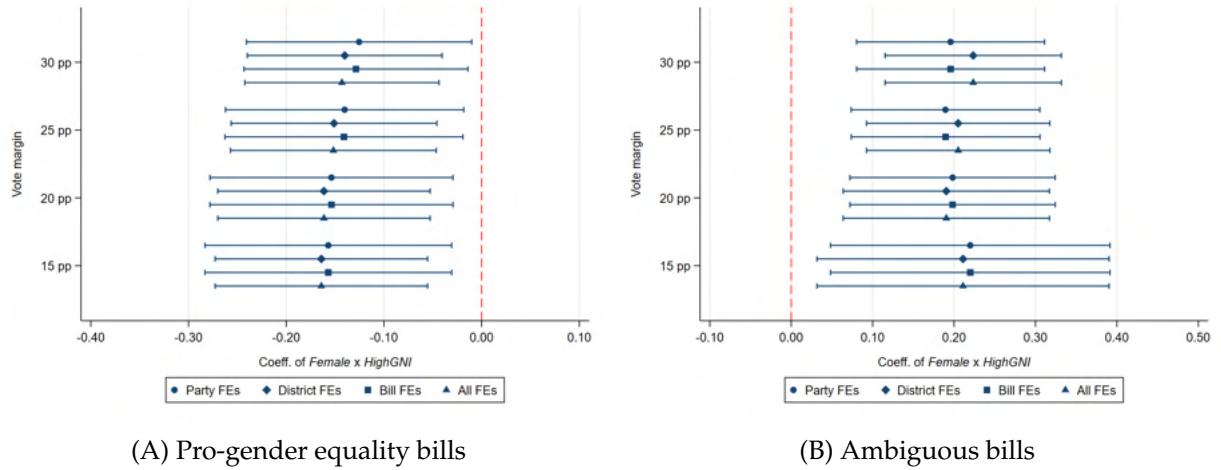 Vote margin
30 pp
25 pp
20 pp
15 pp
-0.40 -0.30 -0.20 -0.10 0.00 0.10
Coeff. of Female x HighGNI
Party FEs District FEs Bill FEs All FEs
(A) Pro-gender equality bills
Vote margin
30 pp
25 pp
20 pp
15 pp
-0.10 0.00 0.10 0.20 0.30 0.40 0.50
Coeff. of Female x HighGNI
Party FEs District FEs Bill FEs All FEs
(B) Ambiguous bills